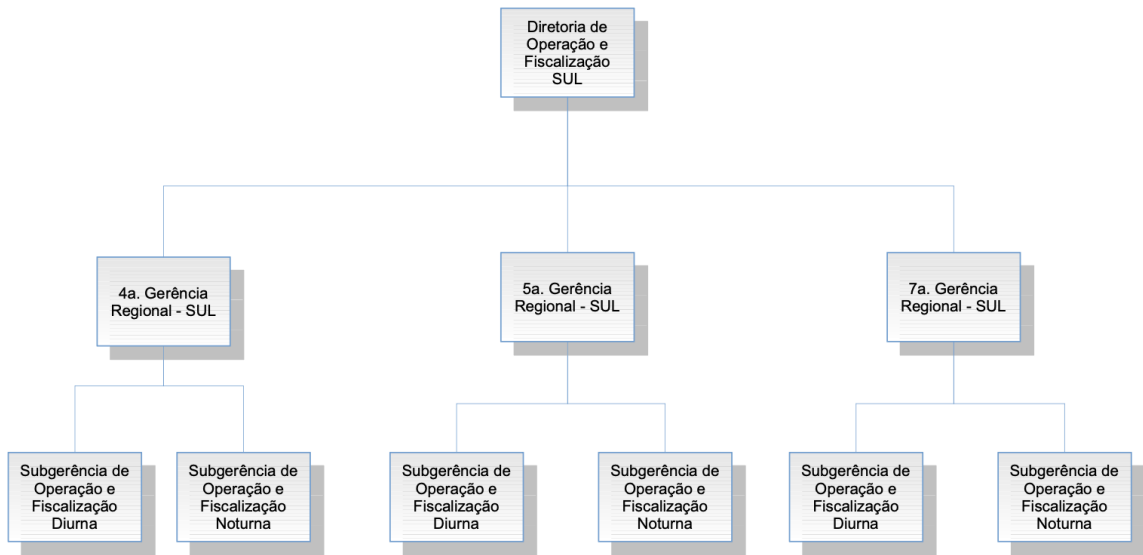 Diretoria de
Operação e
Fiscalização
SUL
4a. Gerência
Regional - SUL
5a. Gerência
Regional - SUL
7a. Gerência
Regional - SUL
Subgerência de
Operação e
Fiscalização
Diurna
Subgerência de
Operação e
Fiscalização
Noturna
Subgerência de
Operação e
Fiscalização
Diurna
Subgerência de
Operação e
Fiscalização
Noturna
Subgerência de
Operação e
Fiscalização
Diurna
Subgerência de
Operação e
Fiscalização
Noturna